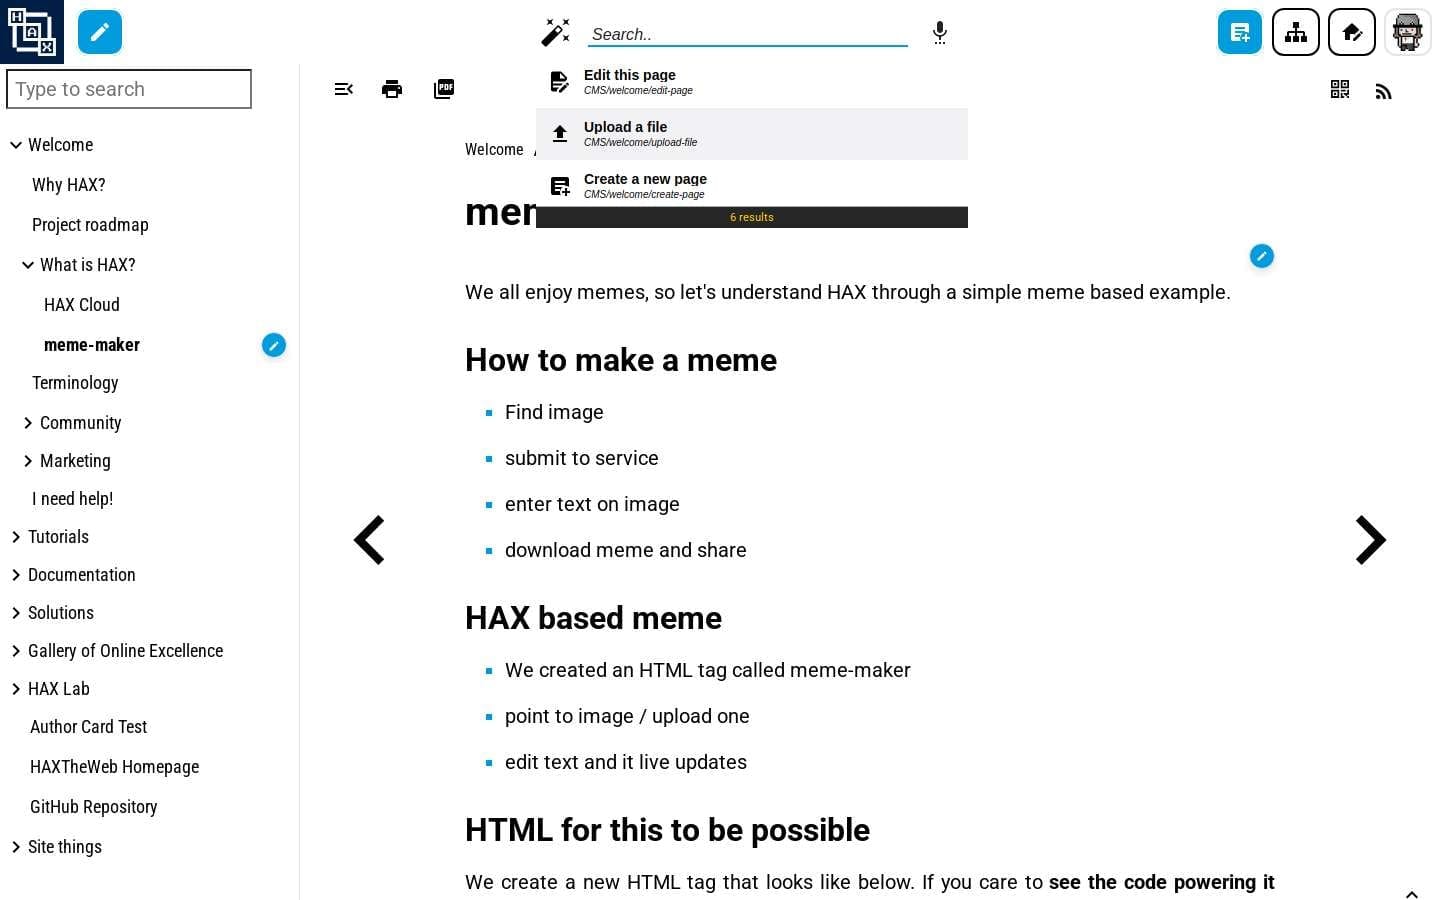 H
A
X
Search..
Type to search
Welcome
Why HAX?
Project roadmap
What is HAX?
HAX Cloud
meme-maker
Terminology
Community
Marketing
I need help!
Tutorials
Documentation
Solutions
Gallery of Online Excellence
HAX Lab
Author Card Test
HAXTheWeb Homepage
GitHub Repository
Site things
PDF
Edit this page
CMS/welcome/edit-page
Upload a file
CMS/welcome/upload-file
Create a new page
CMS/welcome/create-page
6 results
Welcome
We all enjoy memes, so let's understand HAX through a simple meme based example.
How to make a meme
Find image
submit to service
enter text on image
download meme and share
HAX based meme
We created an HTML tag called meme-maker
point to image / upload one
edit text and it live updates
HTML for this to be possible
We create a new HTML tag that looks like below. If you care to see the code powering it